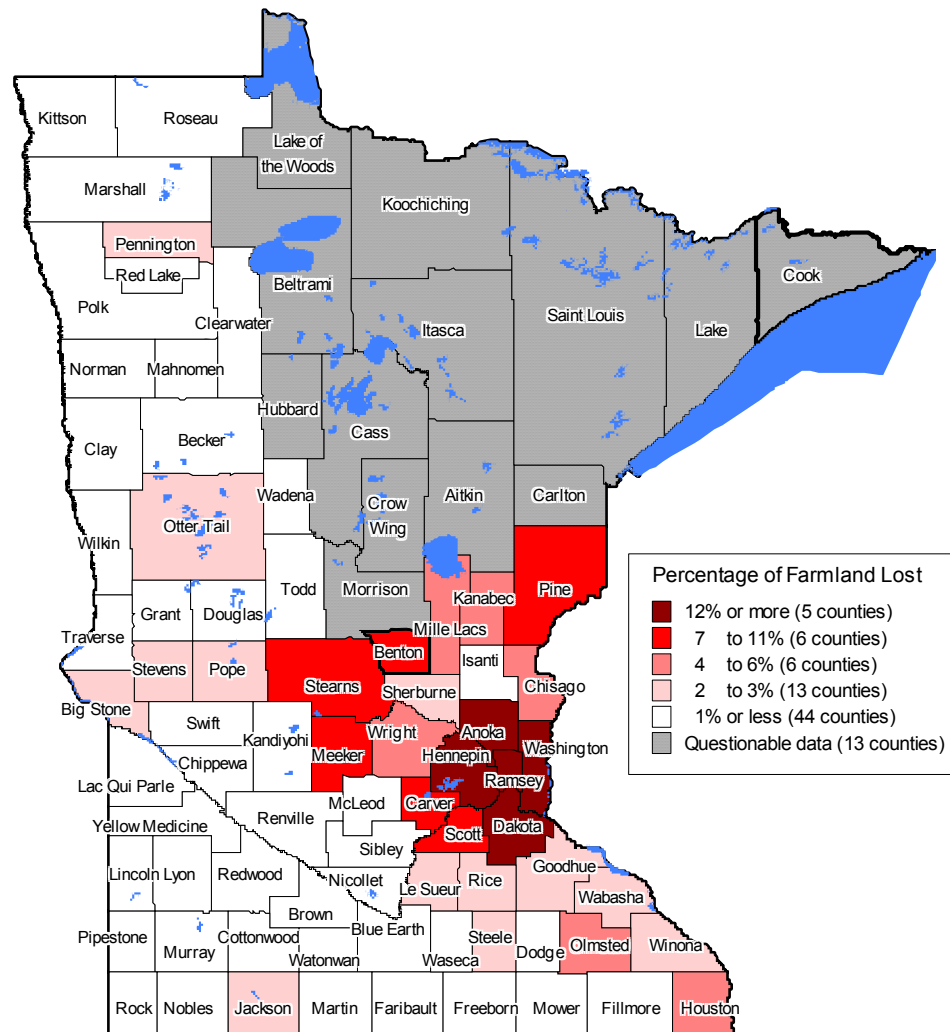 Kittson
Roseau
Lake of
the Woods
Marshall
Koochiching
Pennington
Red Lake
Beltrami
Cook
Polk
Clearwater
Itasca
Saint Louis
Lake
Norman
Mahnomen
Hubbard
Cass
Clay
Becker
Wadena
Crow
Wing
Aitkin
Carlton
Otter Tail
Wilkin
Todd
Morrison
Kanabec
Pine
Grant
Douglas
Mille Lacs
Traverse
Benton
Isanti
Stevens
Pope
Stearns
Sherburne
Chisago
Big Stone
Swift
Kandiyohi
Wright
Anoka
Washington
Meeker
Hennepin
Chippewa
Ramsey
Lac Qui Parle
McLeod
Carver
Renville
Yellow Medicine
Scott
Dakota
Sibley
Goodhue
Lincoln
Lyon
Redwood
Nicollet
Le Sueur
Rice
Wabasha
Brown
Blue Earth
Steele
Pipestone
Murray
Cottonwood
Watonwan
Waseca
Dodge
Olmsted
Winona
Rock
Nobles
Jackson
Martin
Faribault
Freeborn
Mower
Fillmore
Houston
Percentage of Farmland Lost
12% or more (5 counties)
7 to 11% (6 counties)
4 to 6% (6 counties)
2 to 3% (13 counties)
1% or less (44 counties)
Questionable data (13 counties)